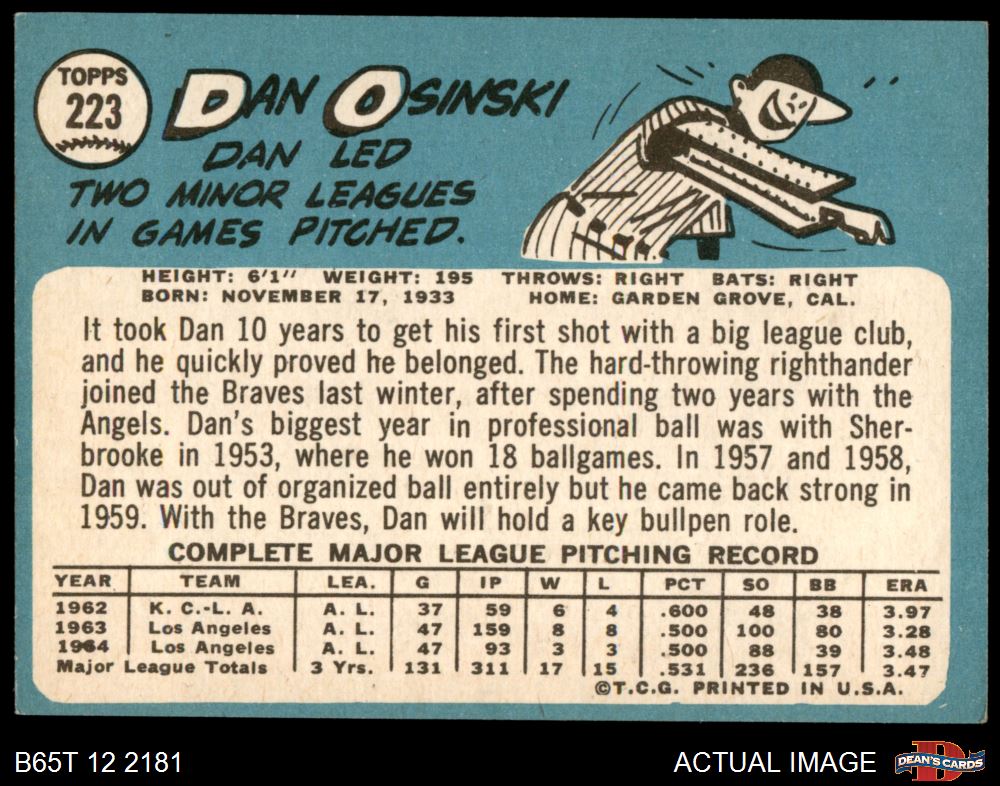 TOPPS
223
DAN OSINSKI
DAN LED
TWO MINOR LEAGUES
IN GAMES PITCHED.
HEIGHT: 6'1" WEIGHT: 195 THROWS: RIGHT BATS: RIGHT
BORN: NOVEMBER 17, 1933 HOME: GARDEN GROVE, CAL.
It took Dan 10 years to get his first shot with a big league club,
and he quickly proved he belonged. The hard-throwing righthander
joined the Braves last winter, after spending two years with the
Angels. Dan's biggest year in professional ball was with Sher-
brooke in 1953, where he won 18 ballgames. In 1957 and 1958,
Dan was out of organized ball entirely but he came back strong in
1959. With the Braves, Dan will hold a key bullpen role.
COMPLETE MAJOR LEAGUE PITCHING RECORD
YEAR TEAM LEA. G IP W L PCT SO BB ERA
1962 K. C.-L. A. A. L. 37 59 6 4 .600 48 38 3.97
1963 Los Angeles A. L. 47 159 8 8 .500 100 80 3.28
1964 Los Angeles A. L. 47 93 3 3 .500 88 39 3.48
Major League Totals 3 Yrs. 131 311 17 15 .531 236 157 3.47
©T.C.G. PRINTED IN U.S.A.
B65T 12 2181 ACTUAL IMAGE D DEAN'S CARDS